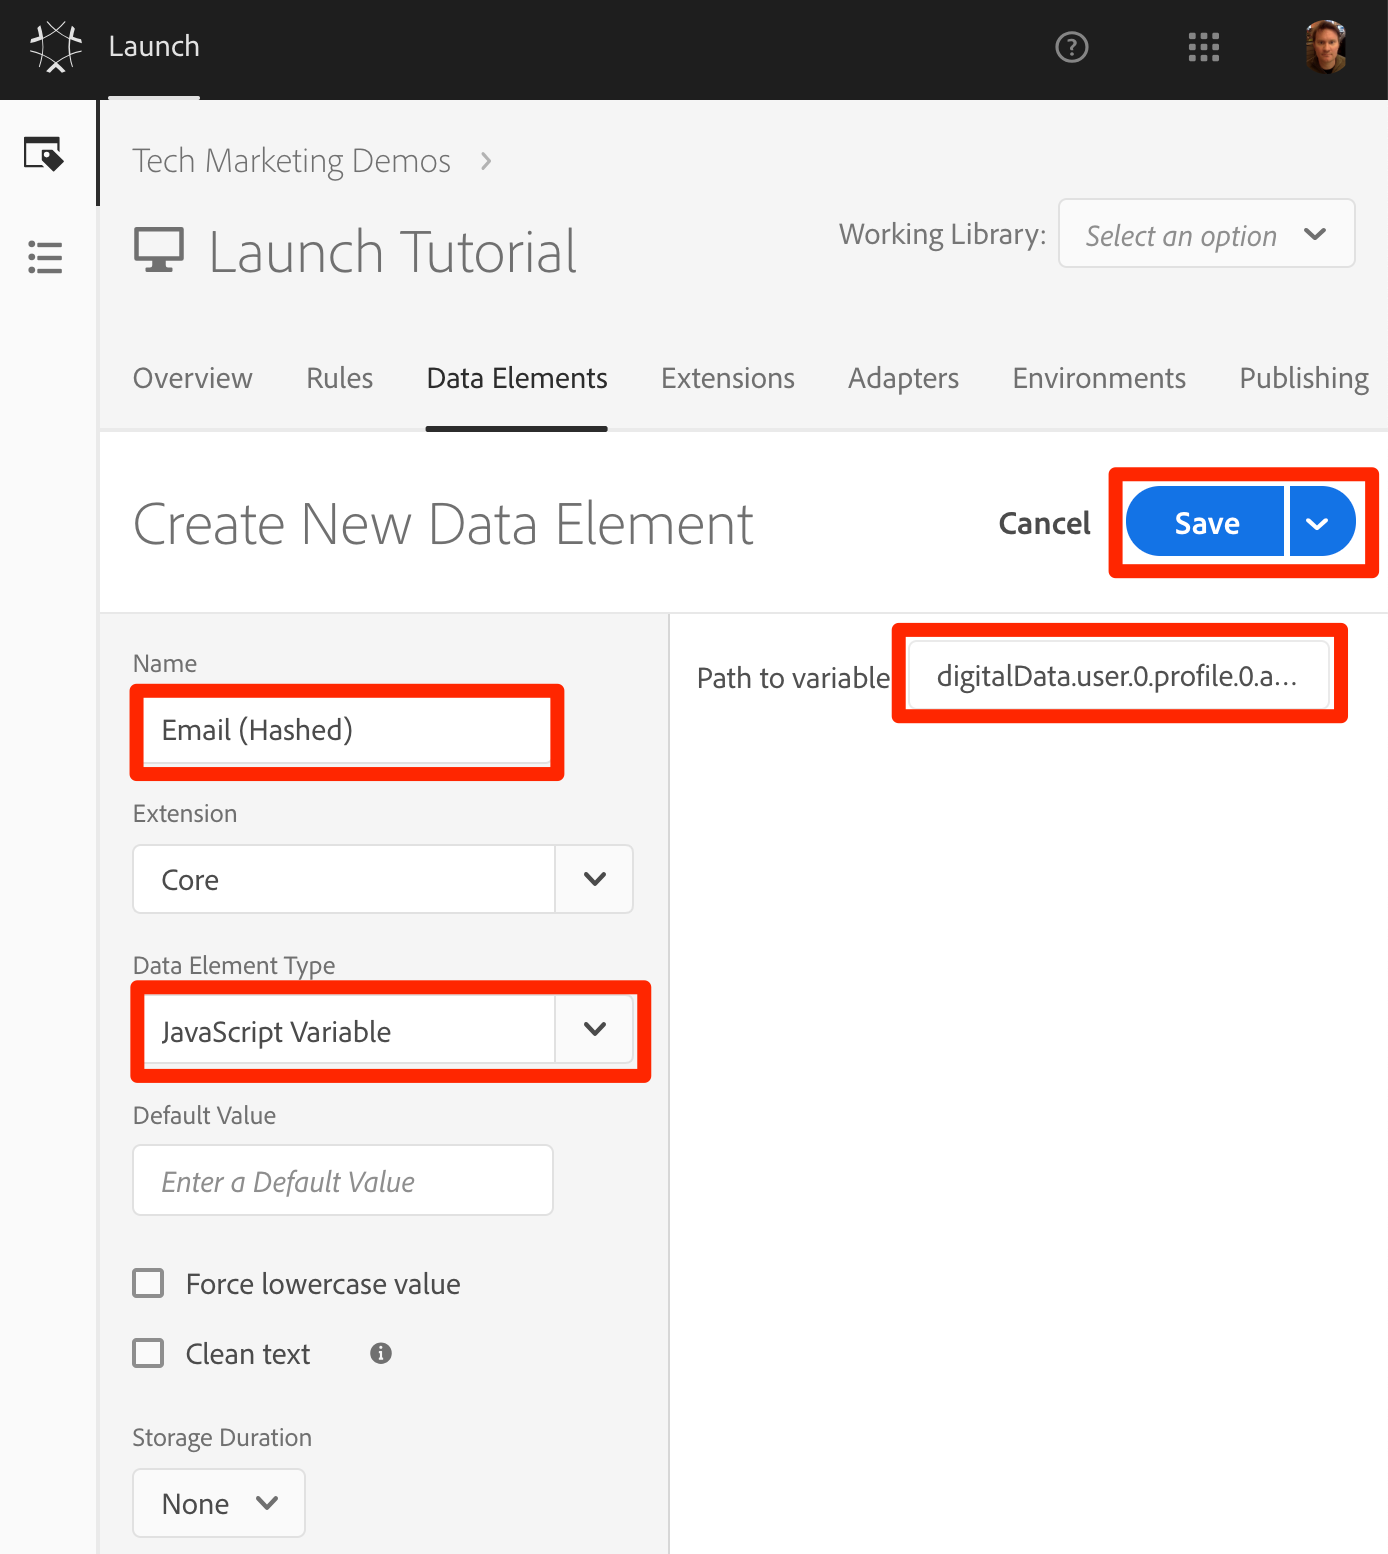 Launch
Tech Marketing Demos
Launch Tutorial
Working Library:
Select an option
Overview
Rules
Data Elements
Extensions
Adapters
Environments
Publishing
Create New Data Element
Cancel
Save
Name
Email (Hashed)
Extension
Core
Data Element Type
JavaScript Variable
Default Value
Enter a Default Value
Force lowercase value
Clean text
Storage Duration
None
Path to variable
digitalData.user.0.profile.0.a...